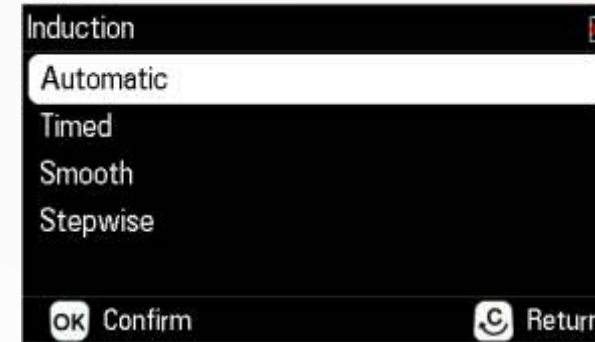 Induction
Automatic
Timed
Smooth
Stepwise
OK Confirm C Return